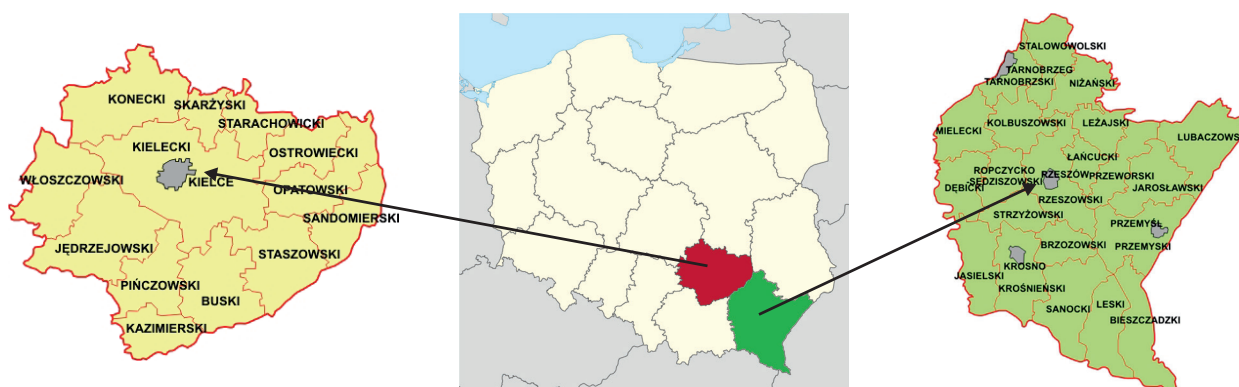 KONECKI
SKARŻYSKI
STARACHOWICKI
KIELECKI
OSTROWIECKI
WŁOSZCZOWSKI
KIELCE
OPATOWSKI
SANDOMIERSKI
JĘDRZEJOWSKI
STASZOWSKI
PIŃCZOWSKI
BUSKI
KAZIMIERSKI
STALOWOWOLSKI
TARNOBRZEG
TARNOBRZSKI
NIŻAŃSKI
KOLBUSZOWSKI
LEŻAJSKI
MIELECKI
LUBACZOWS
ŁAŃCUCKI
ROPCZYCKO
SĘDZISZOWSKI
RZESZÓW
PRZEWORSKI
DĘBICKI
JAROSŁAWSKI
RZESZOWSKI
STRZYŻOWSKI
PRZEMYŚL
BRZOZOWSKI
PRZEMYSKI
KROSNO
JASIELSKI
KROŚNIEŃSKI
SANOCKI
LESKI
BIESZCZADZKI